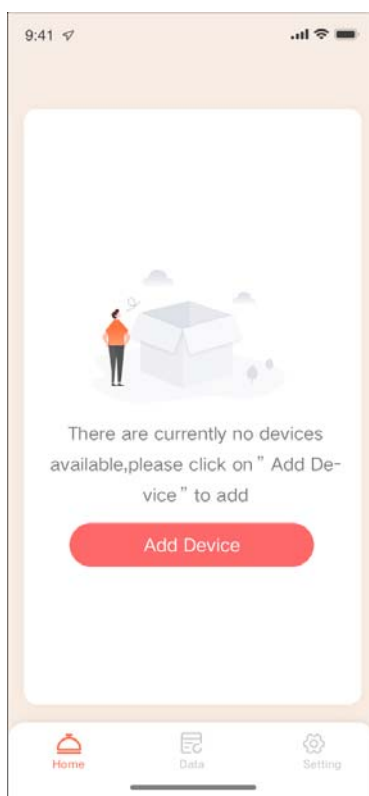 9:41
There are currently no devices
available,please click on ” Add De-
vice ” to add
Add Device
Home
Data
Setting